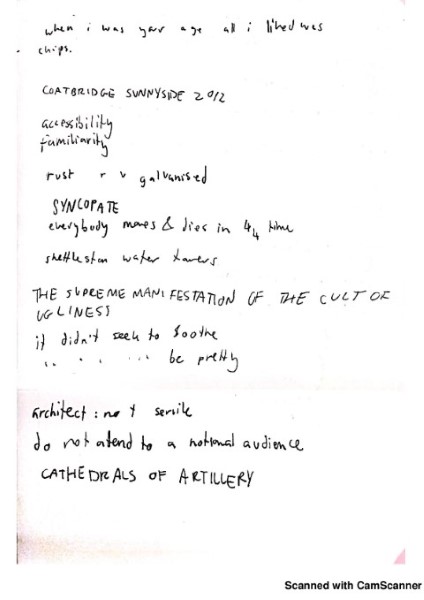 when i was your age all i liked was
chips.
COATBRIDGE SUNNYSIDE 2012
accessibility
familiarity
rust r v galvanised
SYNCOPATE
everybody moves & dies in 4/4 time
shettleston water towers
THE SUPREME MANIFESTATION OF THE CULT OF
UGLINESS
it didn't seek to soothe
.. . ... be pretty
architect : not servile
do not atend to a notional audience
CATHEDRALS OF ARTILLERY
Scanned with CamScanner